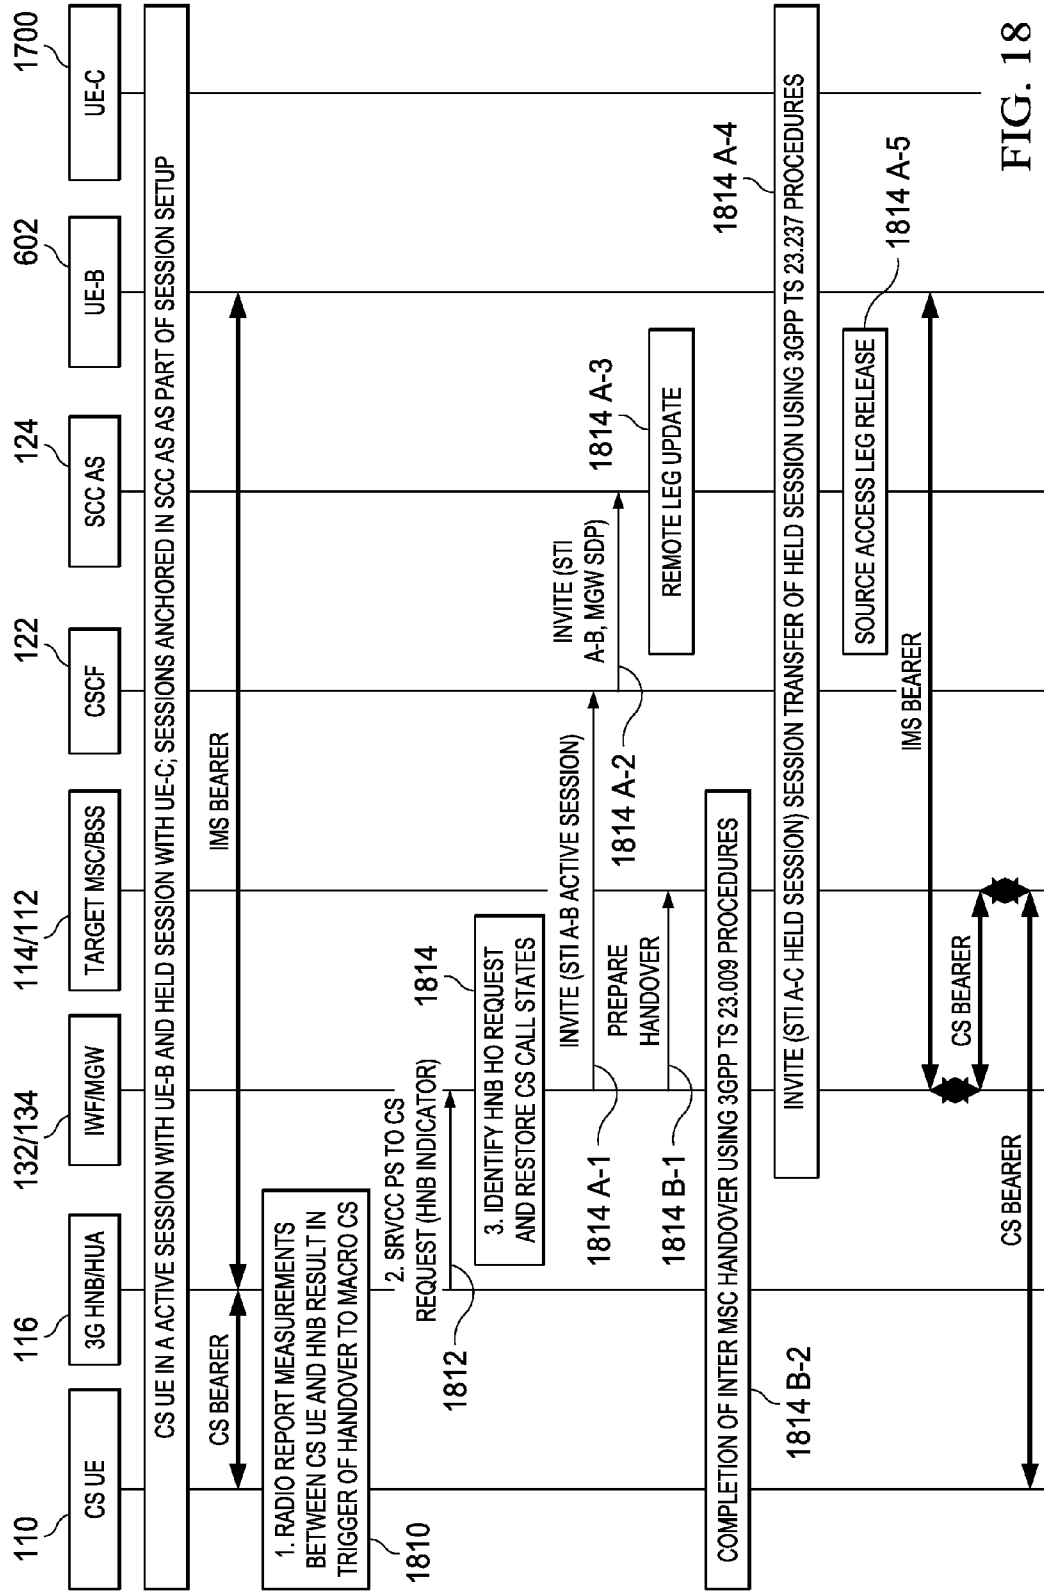 110
116
132/134
114/112
122
124
602
1700
CS UE
3G HNB/HUA
IWF/MGW
TARGET MSC/BSS
CSCF
SCC AS
UE-B
UE-C
CS UE IN A ACTIVE SESSION WITH UE-B AND HELD SESSION WITH UE-C; SESSIONS ANCHORED IN SCC AS AS PART OF SESSION SETUP
CS BEARER
IMS BEARER
1. RADIO REPORT MEASUREMENTS
BETWEEN CS UE AND HNB RESULT IN
TRIGGER OF HANDOVER TO MACRO CS
1810
2. SRVCC PS TO CS
REQUEST (HNB INDICATOR)
1812
1814
3. IDENTIFY HNB HO REQUEST
AND RESTORE CS CALL STATES
INVITE (STI A-B ACTIVE SESSION)
1814 A-1
INVITE (STI
A-B, MGW SDP)
1814 A-2
PREPARE
HANDOVER
1814 B-1
1814 A-3
REMOTE LEG UPDATE
COMPLETION OF INTER MSC HANDOVER USING 3GPP TS 23.009 PROCEDURES
1814 B-2
1814 A-4
INVITE (STI A-C HELD SESSION) SESSION TRANSFER OF HELD SESSION USING 3GPP TS 23.237 PROCEDURES
SOURCE ACCESS LEG RELEASE
1814 A-5
IMS BEARER
CS BEARER
CS BEARER
FIG. 18